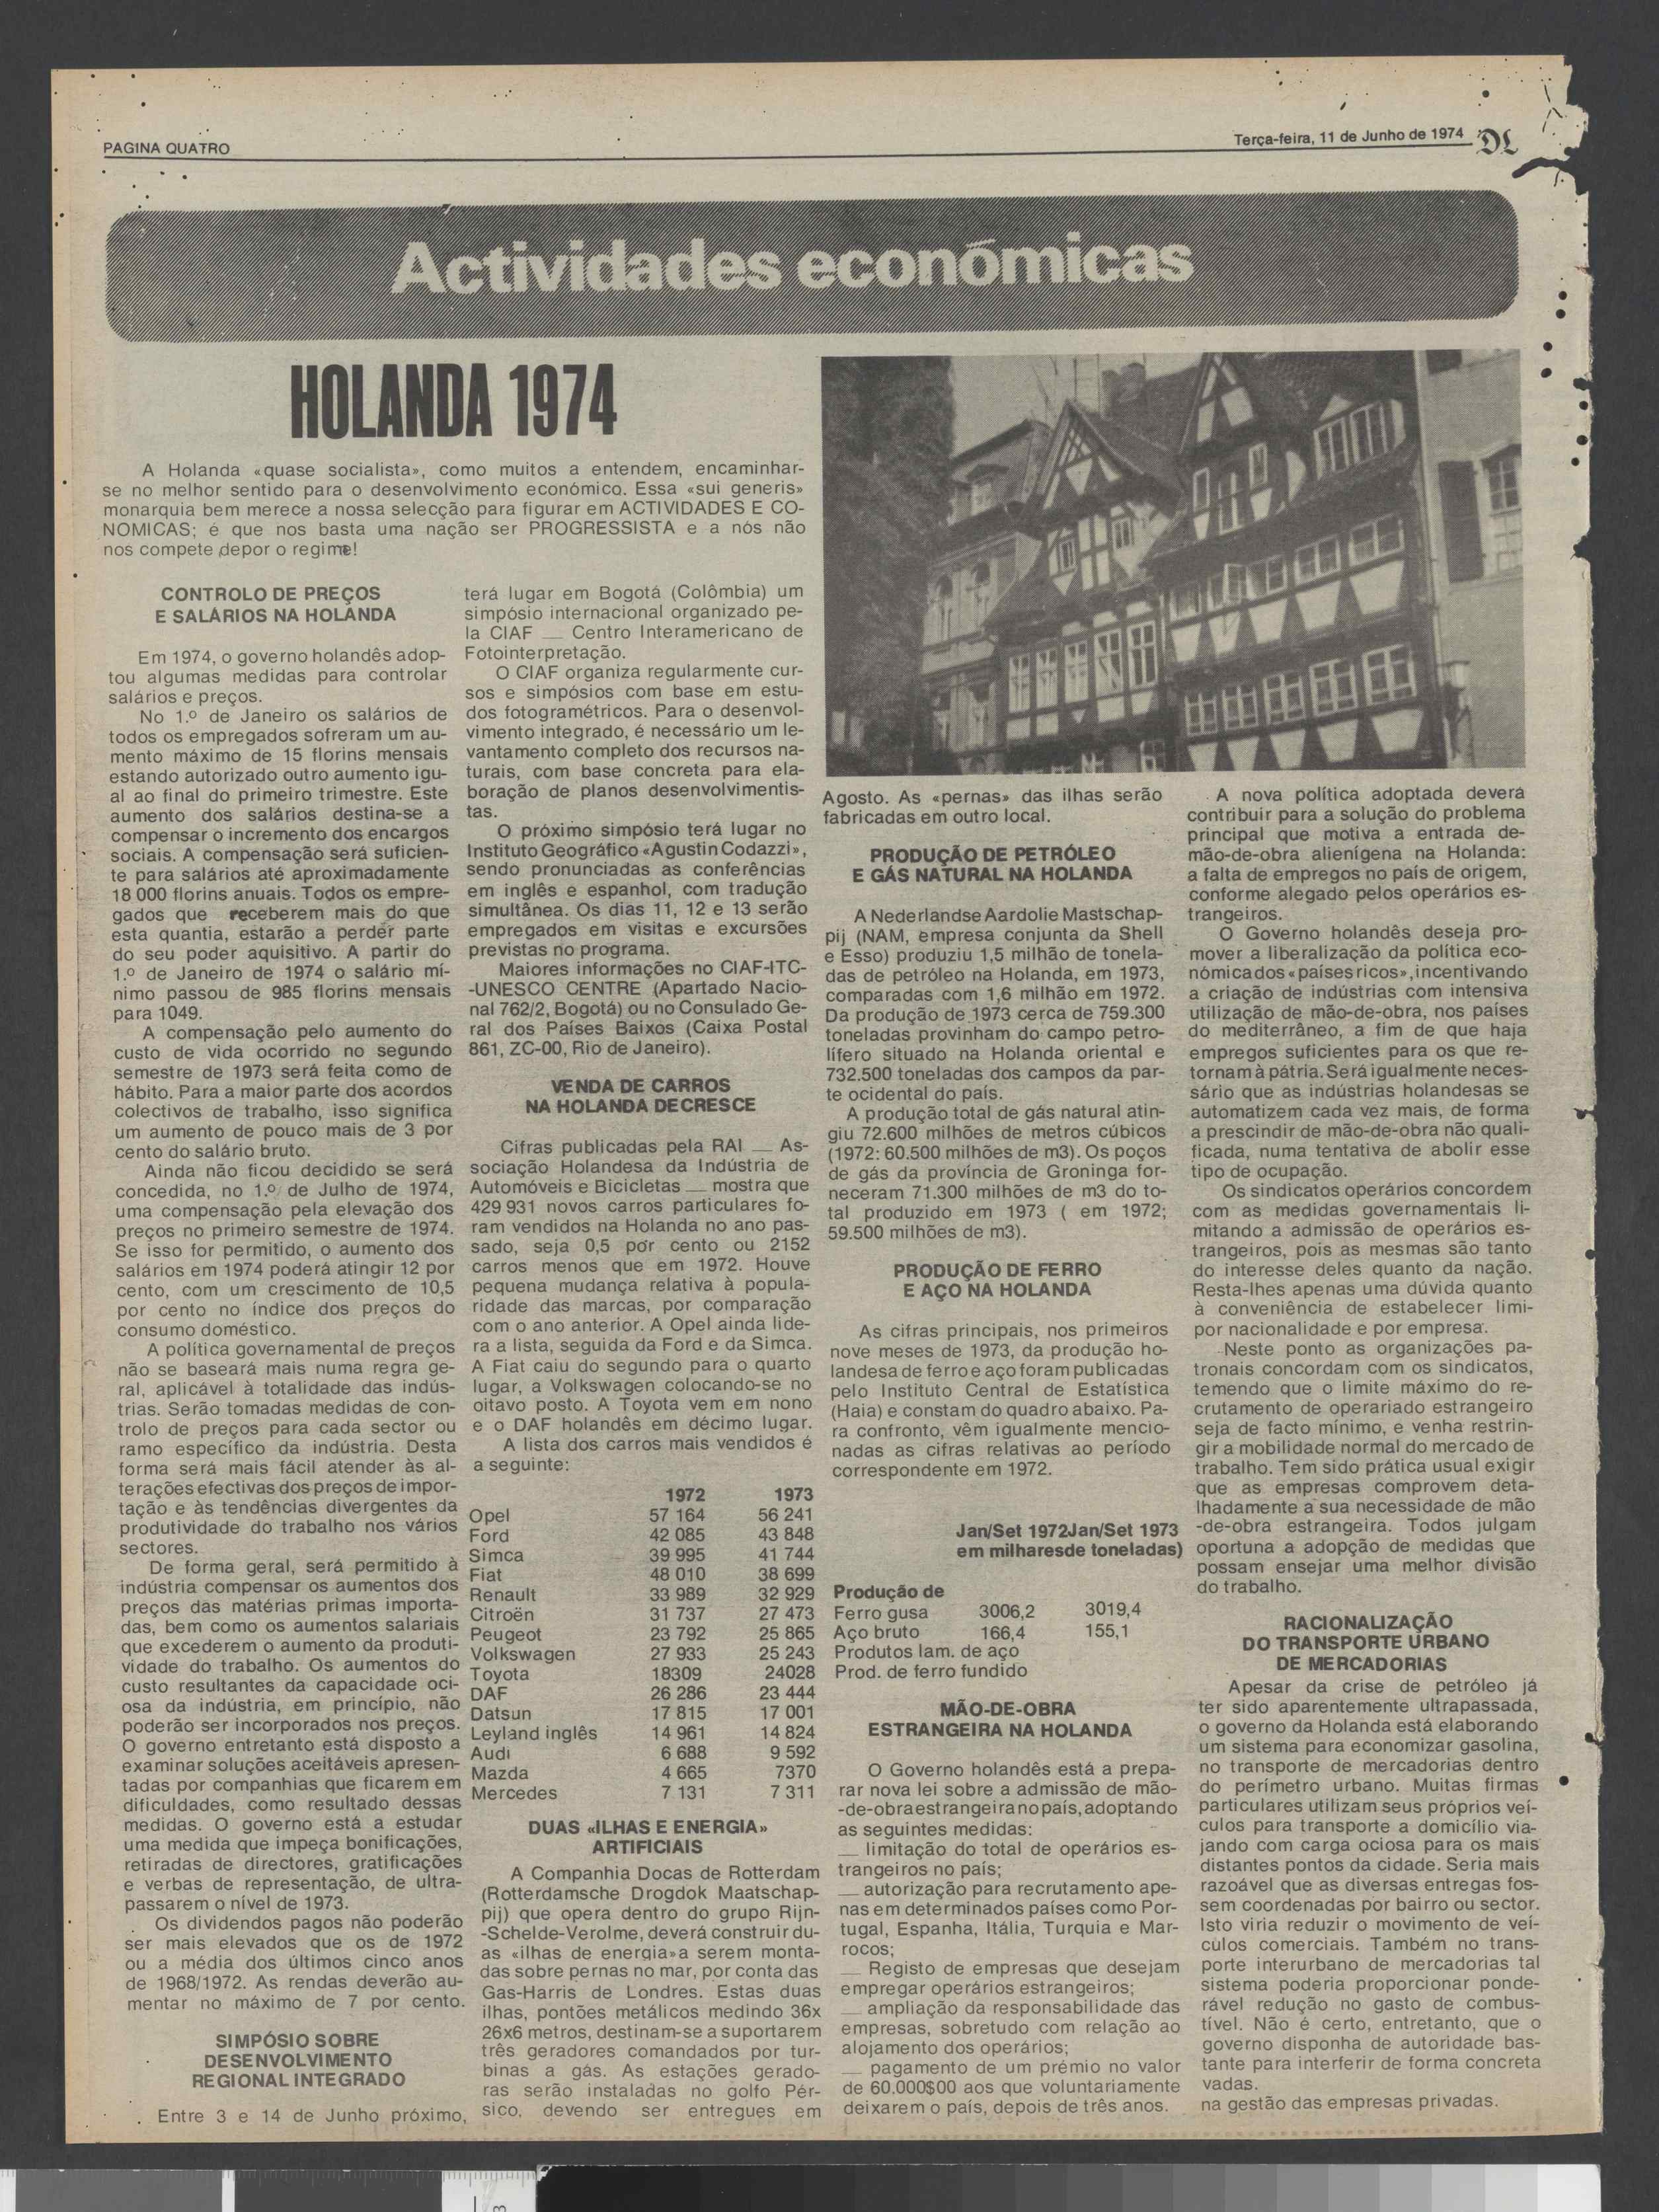 PAGINA QUATRO
Terça-feira, 11 de Junho de 1974 DL
Actividades económicas
HOLANDA 1974
A Holanda «quase socialista», como muitos a entendem, encaminhar-
se no melhor sentido para o desenvolvimento económico. Essa «sui generis»
monarquia bem merece a nossa selecção para figurar em ACTIVIDADES E CO-
NOMICAS; é que nos basta uma nação ser PROGRESSISTA e a nós não
nos compete depor o regime!
CONTROLO DE PREÇOS
E SALÁRIOS NA HOLANDA
Em 1974, o governo holandês adop-
tou algumas medidas para controlar
salários e preços.
No 1.º de Janeiro os salários de
todos os empregados sofreram um au-
mento máximo de 15 florins mensais
estando autorizado outro aumento igu-
al ao final do primeiro trimestre. Este
aumento dos salários destina-se a
compensar o incremento dos encargos
sociais. A compensação será suficien-
te para salários até aproximadamente
18 000 florins anuais. Todos os empre-
gados que receberem mais do que
esta quantia, estarão a perder parte
do seu poder aquisitivo. A partir do
1.º de Janeiro de 1974 o salário mí-
nimo passou de 985 florins mensais
para 1049.
A compensação pelo aumento do
custo de vida ocorrido no segundo
semestre de 1973 será feita como de
hábito. Para a maior parte dos acordos
colectivos de trabalho, isso significa
um aumento de pouco mais de 3 por
cento do salário bruto.
Ainda não ficou decidido se será
concedida, no 1.º de Julho de 1974,
uma compensação pela elevação dos
preços no primeiro semestre de 1974.
Se isso for permitido, o aumento dos
salários em 1974 poderá atingir 12 por
cento, com um crescimento de 10,5
por cento no índice dos preços do
consumo doméstico.
A política governamental de preços
não se baseará mais numa regra ge-
ral, aplicável à totalidade das indús-
trias. Serão tomadas medidas de con-
trolo de preços para cada sector ou
ramo específico da indústria. Desta
forma será mais fácil atender às al-
terações efectivas dos preços de impor-
tação e às tendências divergentes da
produtividade do trabalho nos vários
sectores.
De forma geral, será permitido à
indústria compensar os aumentos dos
preços das matérias primas importa-
das, bem como os aumentos salariais
que excederem o aumento da produti-
vidade do trabalho. Os aumentos do
custo resultantes da capacidade oci-
osa da indústria, em princípio, não
poderão ser incorporados nos preços.
O governo entretanto está disposto a
examinar soluções aceitáveis apresen-
tadas por companhias que ficarem em
dificuldades, como resultado dessas
medidas. O governo está a estudar
uma medida que impeça bonificações,
retiradas de directores, gratificações
e verbas de representação, de ultra-
passarem o nível de 1973.
Os dividendos pagos não poderão
ser mais elevados que os de 1972
ou a média dos últimos cinco anos
de 1968/1972. As rendas deverão au-
mentar no máximo de 7 por cento.
SIMPÓSIO SOBRE
DESENVOLVIMENTO
REGIONAL INTEGRADO
Entre 3 e 14 de Junho próximo,
terá lugar em Bogotá (Colômbia) um
simpósio internacional organizado pe-
la CIAF — Centro Interamericano de
Fotointerpretação.
O CIAF organiza regularmente cur-
sos e simpósios com base em estu-
dos fotogramétricos. Para o desenvol-
vimento integrado, é necessário um le-
vantamento completo dos recursos na-
turais, com base concreta para ela-
boração de planos desenvolvimentis-
tas.
O próximo simpósio terá lugar no
Instituto Geográfico «Agustin Codazzi»,
sendo pronunciadas as conferências
em inglês e espanhol, com tradução
simultânea. Os dias 11, 12 e 13 serão
empregados em visitas e excursões
previstas no programa.
Maiores informações no CIAF-ITC-
-UNESCO CENTRE (Apartado Nacio-
nal 762/2, Bogotá) ou no Consulado Ge-
ral dos Países Baixos (Caixa Postal
861, ZC-00, Rio de Janeiro).
VENDA DE CARROS
NA HOLANDA DECRESCE
Cifras publicadas pela RAI — As-
sociação Holandesa da Indústria de
Automóveis e Bicicletas — mostra que
429 931 novos carros particulares fo-
ram vendidos na Holanda no ano pas-
sado, seja 0,5 por cento ou 2152
carros menos que em 1972. Houve
pequena mudança relativa à popula-
ridade das marcas, por comparação
com o ano anterior. A Opel ainda lide-
ra a lista, seguida da Ford e da Simca.
A Fiat caiu do segundo para o quarto
lugar, a Volkswagen colocando-se no
oitavo posto. A Toyota vem em nono
e o DAF holandês em décimo lugar.
A lista dos carros mais vendidos é
a seguinte:
1972 1973
Opel 57 164 56 241
Ford 42 085 43 848
Simca 39 995 41 744
Fiat 48 010 38 699
Renault 33 989 32 929
Citroën 31 737 27 473
Peugeot 23 792 25 865
Volkswagen 27 933 25 243
Toyota 18309 24028
DAF 26 286 23 444
Datsun 17 815 17 001
Leyland inglês 14 961 14 824
Audi 6 688 9 592
Mazda 4 665 7370
Mercedes 7 131 7 311
DUAS «ILHAS E ENERGIA»
ARTIFICIAIS
A Companhia Docas de Rotterdam
(Rotterdamsche Drogdok Maatschap-
pij) que opera dentro do grupo Rijn-
-Schelde-Verolme, deverá construir du-
as «ilhas de energia» a serem monta-
das sobre pernas no mar, por conta das
Gas-Harris de Londres. Estas duas
ilhas, pontões metálicos medindo 36x
26x6 metros, destinam-se a suportarem
três geradores comandados por tur-
binas a gás. As estações gerado-
ras serão instaladas no golfo Pér-
sico, devendo ser entregues em
Agosto. As «pernas» das ilhas serão
fabricadas em outro local.
PRODUÇÃO DE PETRÓLEO
E GÁS NATURAL NA HOLANDA
A Nederlandse Aardolie Mastschap-
pij (NAM, empresa conjunta da Shell
e Esso) produziu 1,5 milhão de tonela-
das de petróleo na Holanda, em 1973,
comparadas com 1,6 milhão em 1972.
Da produção de 1973 cerca de 759.300
toneladas provinham do campo petro-
lífero situado na Holanda oriental e
732.500 toneladas dos campos da par-
te ocidental do país.
A produção total de gás natural atin-
giu 72.600 milhões de metros cúbicos
(1972: 60.500 milhões de m3). Os poços
de gás da província de Groninga for-
neceram 71.300 milhões de m3 do to-
tal produzido em 1973 ( em 1972;
59.500 milhões de m3).
PRODUÇÃO DE FERRO
E AÇO NA HOLANDA
As cifras principais, nos primeiros
nove meses de 1973, da produção ho-
landesa de ferro e aço foram publicadas
pelo Instituto Central de Estatística
(Haia) e constam do quadro abaixo. Pa-
ra confronto, vêm igualmente mencio-
nadas as cifras relativas ao período
correspondente em 1972.
Jan/Set 1972Jan/Set 1973
em milharesde toneladas)
Produção de
Ferro gusa 3006,2 3019,4
Aço bruto 166,4 155,1
Produtos lam. de aço
Prod. de ferro fundido
MÃO-DE-OBRA
ESTRANGEIRA NA HOLANDA
O Governo holandês está a prepa-
rar nova lei sobre a admissão de mão-
-de-obra estrangeira no país, adoptando
as seguintes medidas:
— limitação do total de operários es-
trangeiros no país;
— autorização para recrutamento ape-
nas em determinados países como Por-
tugal, Espanha, Itália, Turquia e Mar-
rocos;
— Registo de empresas que desejam
empregar operários estrangeiros;
— ampliação da responsabilidade das
empresas, sobretudo com relação ao
alojamento dos operários;
— pagamento de um prémio no valor
de 60.000$00 aos que voluntariamente
deixarem o país, depois de três anos.
A nova política adoptada deverá
contribuir para a solução do problema
principal que motiva a entrada de-
mão-de-obra alienígena na Holanda:
a falta de empregos no país de origem,
conforme alegado pelos operários es-
trangeiros.
O Governo holandês deseja pro-
mover a liberalização da política eco-
nómica dos «países ricos», incentivando
a criação de indústrias com intensiva
utilização de mão-de-obra, nos países
do mediterrâneo, a fim de que haja
empregos suficientes para os que re-
tornam à pátria. Será igualmente neces-
sário que as indústrias holandesas se
automatizem cada vez mais, de forma
a prescindir de mão-de-obra não quali-
ficada, numa tentativa de abolir esse
tipo de ocupação.
Os sindicatos operários concordem
com as medidas governamentais li-
mitando a admissão de operários es-
trangeiros, pois as mesmas são tanto
do interesse deles quanto da nação.
Resta-lhes apenas uma dúvida quanto
à conveniência de estabelecer limi-
por nacionalidade e por empresa.
Neste ponto as organizações pa-
tronais concordam com os sindicatos,
temendo que o limite máximo do re-
crutamento de operariado estrangeiro
seja de facto mínimo, e venha restrin-
gir a mobilidade normal do mercado de
trabalho. Tem sido prática usual exigir
que as empresas comprovem deta-
lhadamente a sua necessidade de mão
-de-obra estrangeira. Todos julgam
oportuna a adopção de medidas que
possam ensejar uma melhor divisão
do trabalho.
RACIONALIZAÇÃO
DO TRANSPORTE URBANO
DE MERCADORIAS
Apesar da crise de petróleo já
ter sido aparentemente ultrapassada,
o governo da Holanda está elaborando
um sistema para economizar gasolina,
no transporte de mercadorias dentro
do perímetro urbano. Muitas firmas
particulares utilizam seus próprios veí-
culos para transporte a domicílio via-
jando com carga ociosa para os mais
distantes pontos da cidade. Seria mais
razoável que as diversas entregas fos-
sem coordenadas por bairro ou sector.
Isto viria reduzir o movimento de veí-
culos comerciais. Também no trans-
porte interurbano de mercadorias tal
sistema poderia proporcionar ponde-
rável redução no gasto de combus-
tível. Não é certo, entretanto, que o
governo disponha de autoridade bas-
tante para interferir de forma concreta
vadas.
na gestão das empresas privadas.